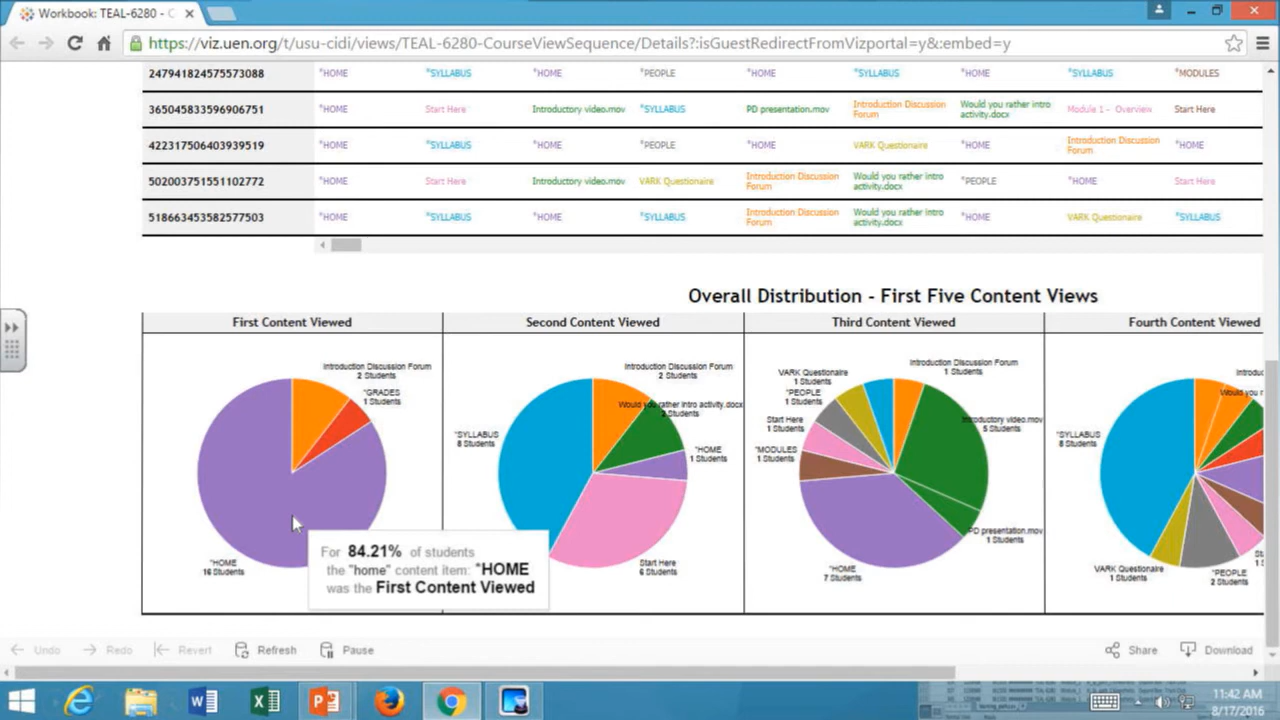 Workbook: TEAL-6280 - C
https://viz.uen.org/t/usu-cidi/views/TEAL-6280-CourseViewSequence/Details?:isGuestRedirectFromVizportal=y&:embed=y
247941824575573088 *HOME *SYLLABUS *HOME *PEOPLE *HOME *SYLLABUS *HOME *SYLLABUS *MODULES
365045833596906751 *HOME Start Here Introductory video.mov *SYLLABUS PD presentation.mov Introduction Discussion Forum Would you rather intro activity.docx Module 1 - Overview Start Here
422317506403939519 *HOME *SYLLABUS *HOME *PEOPLE *HOME VARK Questionaire *HOME Introduction Discussion Forum *HOME
502003751551102772 *HOME Start Here Introductory video.mov VARK Questionaire Introduction Discussion Forum Would you rather intro activity.docx *PEOPLE *HOME Start Here
518663453582577503 *HOME *SYLLABUS *HOME *SYLLABUS Introduction Discussion Forum Would you rather intro activity.docx *HOME VARK Questionaire *SYLLABUS
Overall Distribution - First Five Content Views
First Content Viewed
Introduction Discussion Forum
2 Students
*GRADES
1 Students
*HOME
16 Students
For 84.21% of students
the "home" content item: *HOME
was the First Content Viewed
Second Content Viewed
Introduction Discussion Forum
2 Students
Would you rather intro activity.docx
2 Students
*SYLLABUS
8 Students
*HOME
1 Students
Start Here
6 Students
Third Content Viewed
Introduction Discussion Forum
1 Students
VARK Questionaire
1 Students
*PEOPLE
1 Students
Start Here
1 Students
Introductory video.mov
5 Students
*MODULES
1 Students
PD presentation.mov
1 Students
*HOME
7 Students
Fourth Content Viewed
*SYLLABUS
8 Students
VARK Questionaire
1 Students
*PEOPLE
2 Students
Undo Redo Revert Refresh Pause Share Download
11:42 AM
8/17/2016